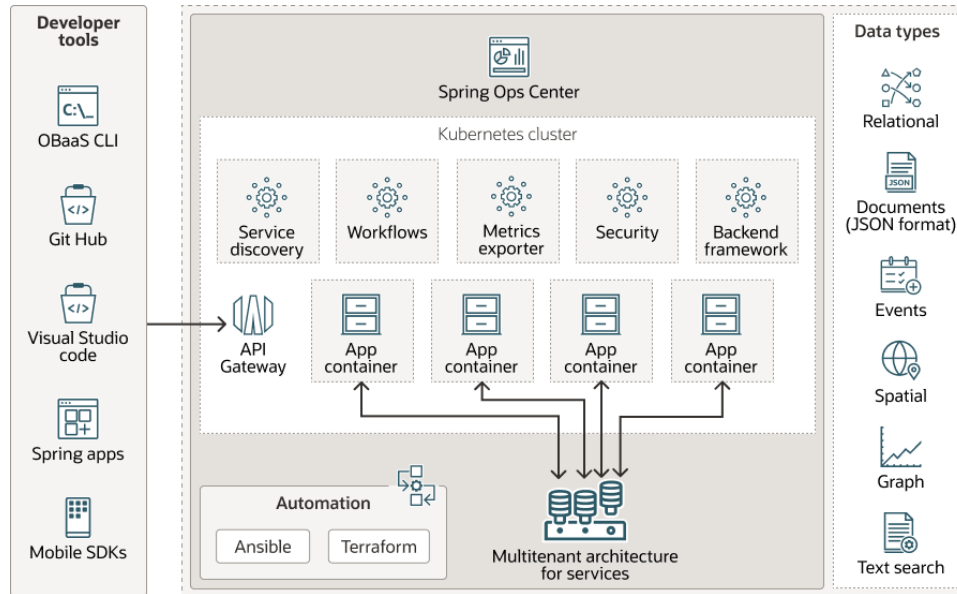 Developer
tools
C:\_
OBaaS CLI
</>
Git Hub
</>
Visual Studio
code
Spring apps
Mobile SDKs
Spring Ops Center
Kubernetes cluster
Service
discovery
Workflows
Metrics
exporter
Security
Backend
framework
API
Gateway
App
container
App
container
App
container
App
container
Automation
Ansible
Terraform
Multitenant architecture
for services
Data types
Relational
JSON
Documents
(JSON format)
Events
Spatial
Graph
Text search